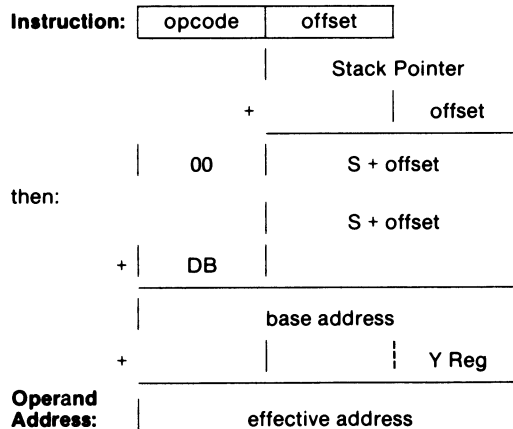 Instruction: opcode offset
Stack Pointer
+ offset
00 S + offset
then:
S + offset
+ DB
base address
+ Y Reg
Operand
Address: effective address